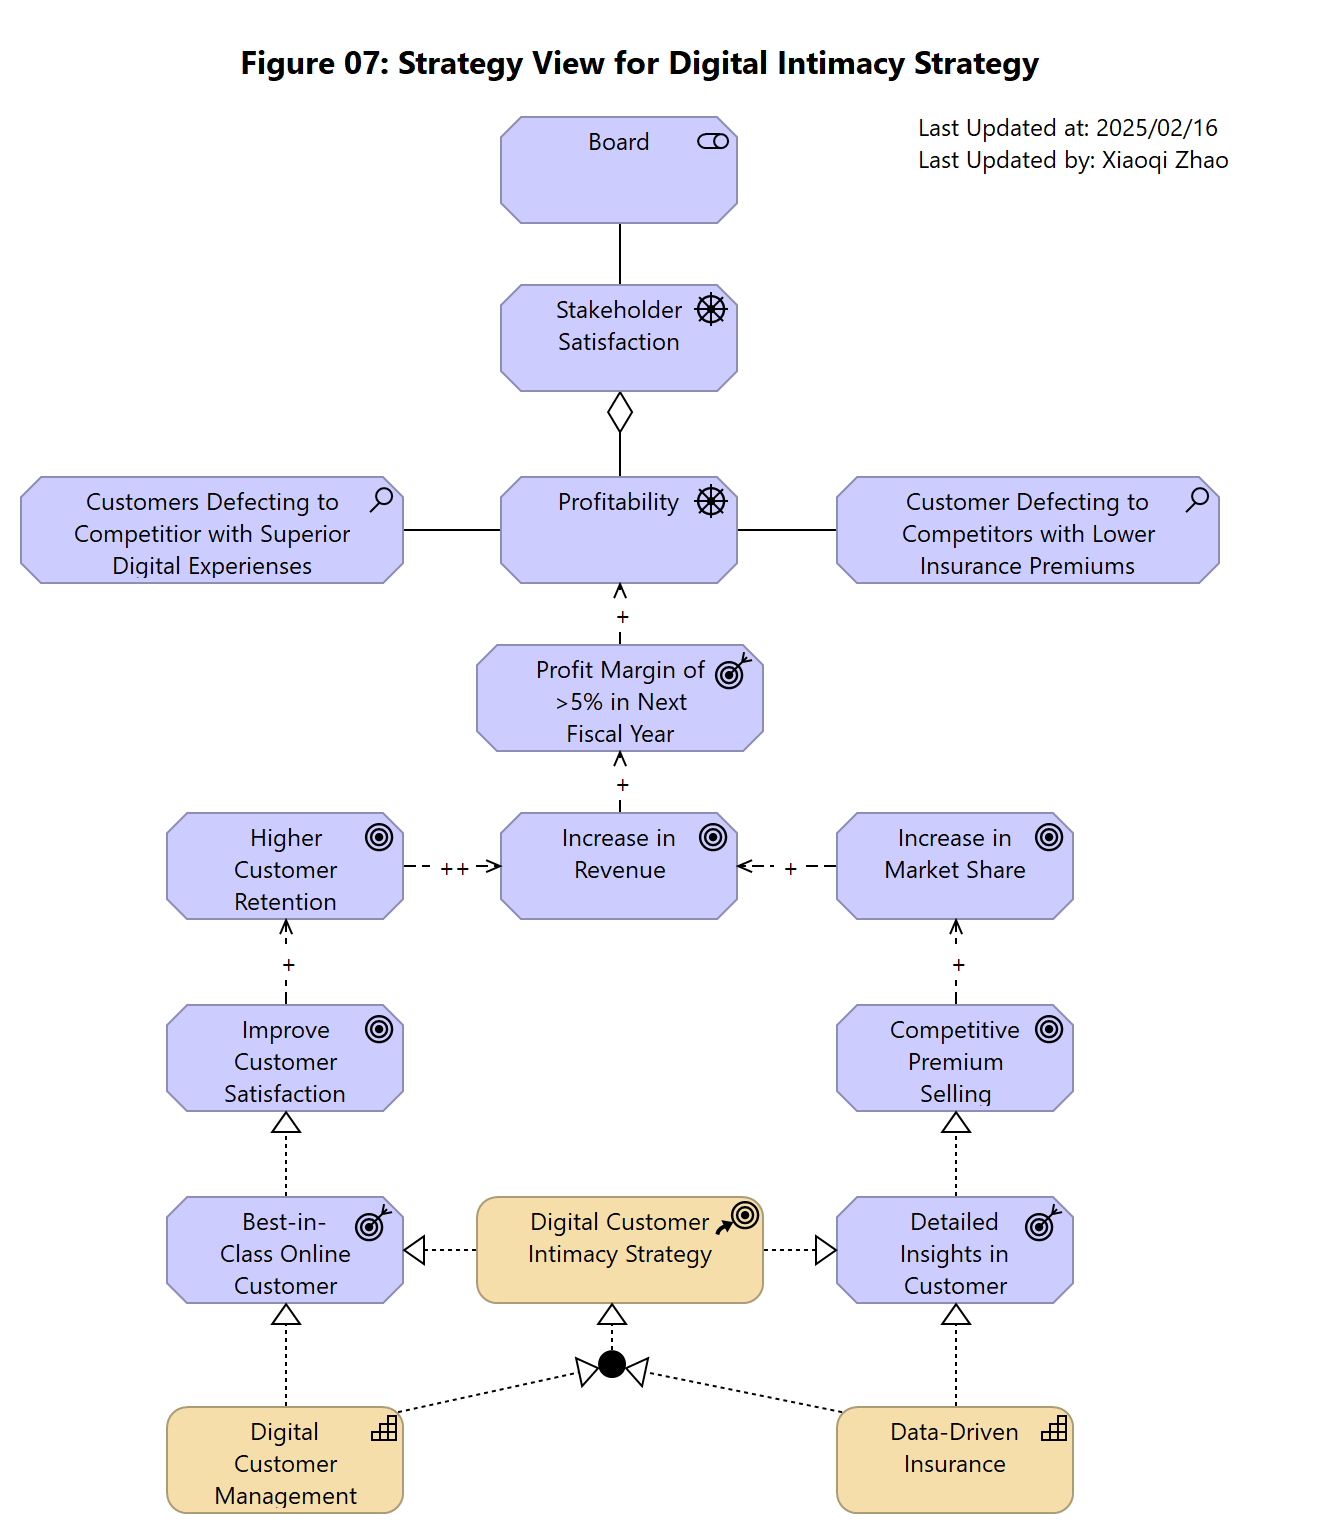 Figure 07: Strategy View for Digital Intimacy Strategy
Last Updated at: 2025/02/16
Last Updated by: Xiaoqi Zhao
Board
Stakeholder
Satisfaction
Customers Defecting to
Competitior with Superior
Digital Experienses
Profitability
Customer Defecting to
Competitors with Lower
Insurance Premiums
+
Profit Margin of
>5% in Next
Fiscal Year
+
Higher
Customer
Retention
++
Increase in
Revenue
+
Increase in
Market Share
+
+
Improve
Customer
Satisfaction
Competitive
Premium
Selling
Best-in-
Class Online
Customer
Digital Customer
Intimacy Strategy
Detailed
Insights in
Customer
Digital
Customer
Management
Data-Driven
Insurance